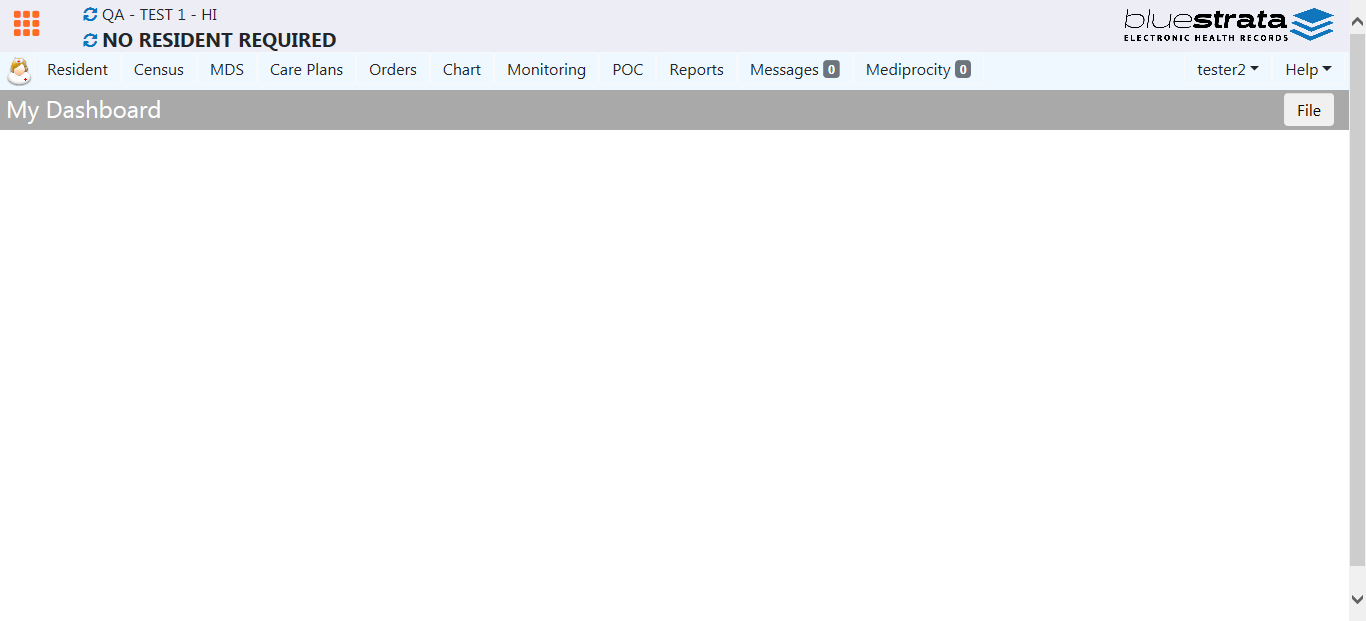 QA - TEST 1 - HI
NO RESIDENT REQUIRED
bluestrata
ELECTRONIC HEALTH RECORDS
Resident Census MDS Care Plans Orders Chart Monitoring POC Reports Messages 0 Mediprocity 0 tester2 Help
My Dashboard File